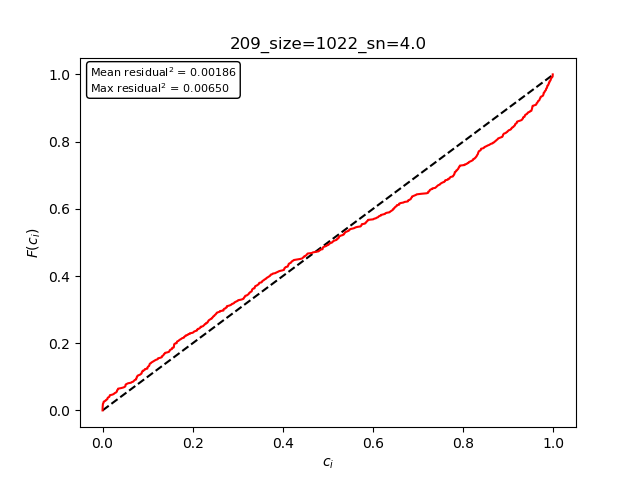 209_size=1022_sn=4.0
Mean residual² = 0.00186
Max residual² = 0.00650
1.0
0.8
0.6
0.4
0.2
0.0
F(cᵢ)
0.0 0.2 0.4 0.6 0.8 1.0
cᵢ